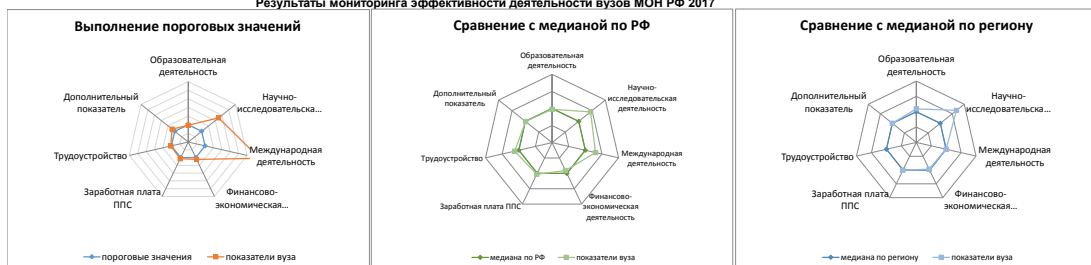 Результаты мониторинга эффективности деятельности вузов МОН РФ 2017
Выполнение пороговых значений
Образовательная
деятельность
Научно-
исследовательска…
Международная
деятельность
Финансово-
экономическая…
Заработная плата
ППС
Трудоустройство
Дополнительный
показатель
пороговые значения
показатели вуза
Сравнение с медианой по РФ
Образовательная
деятельность
Научно-
исследовательская
деятельность
Международная
деятельность
Финансово-
экономическая
деятельность
Заработная плата ППС
Трудоустройство
Дополнительный
показатель
медиана по РФ
показатели вуза
Сравнение с медианой по региону
Образовательная
деятельность
Научно-
исследовательска…
Международная
деятельность
Финансово-
экономическая…
Заработная плата
ППС
Трудоустройство
Дополнительный
показатель
медиана по региону
показатели вуза